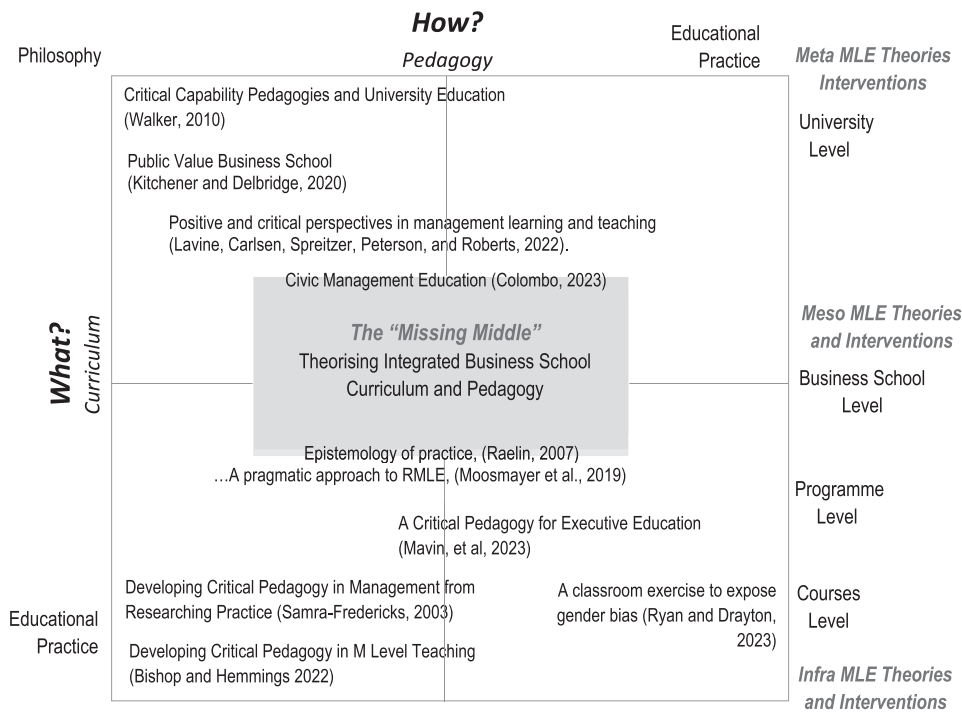 How?
Philosophy
Pedagogy
Educational
Practice
Meta MLE Theories
Interventions
Critical Capability Pedagogies and University Education
(Walker, 2010)
University
Level
Public Value Business School
(Kitchener and Delbridge, 2020)
Positive and critical perspectives in management learning and teaching
(Lavine, Carlsen, Spreitzer, Peterson, and Roberts, 2022).
Civic Management Education (Colombo, 2023)
What?
Curriculum
The “Missing Middle”
Theorising Integrated Business School
Curriculum and Pedagogy
Meso MLE Theories
and Interventions
Business School
Level
Epistemology of practice, (Raelin, 2007)
…A pragmatic approach to RMLE, (Moosmayer et al., 2019)
Programme
Level
A Critical Pedagogy for Executive Education
(Mavin, et al, 2023)
Developing Critical Pedagogy in Management from
Researching Practice (Samra-Fredericks, 2003)
A classroom exercise to expose
gender bias (Ryan and Drayton,
2023)
Courses
Level
Educational
Practice
Developing Critical Pedagogy in M Level Teaching
(Bishop and Hemmings 2022)
Infra MLE Theories
and Interventions